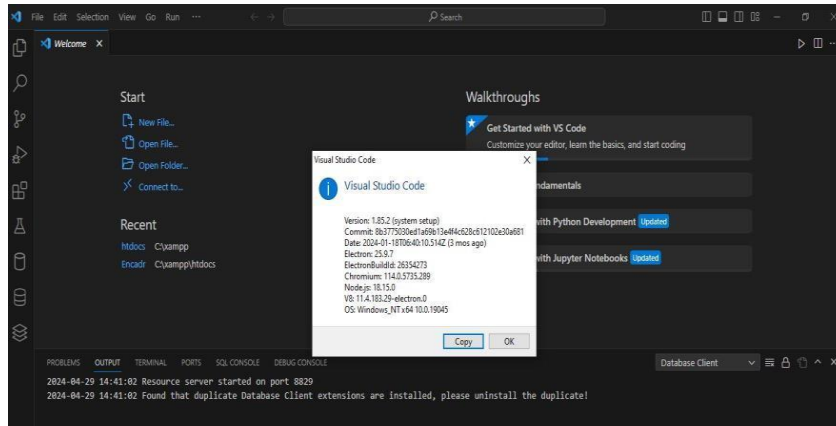 File Edit Selection View Go Run ··· Search
Welcome
Start
New File...
Open File...
Open Folder...
Connect to...
Recent
htdocs C:\xampp
Encadr C:\xampp\htdocs
Walkthroughs
Get Started with VS Code
Customize your editor, learn the basics, and start coding
ndamentals
with Python Development Updated
with Jupyter Notebooks Updated
Visual Studio Code
Visual Studio Code
Version: 1.85.2 (system setup)
Commit: 8b3775030ed1a69b13e4f4c628c612102e30a681
Date: 2024-01-18T06:40:10.514Z (3 mos ago)
Electron: 25.9.7
ElectronBuildId: 26354273
Chromium: 114.0.5735.289
Node.js: 18.15.0
V8: 11.4.183.29-electron.0
OS: Windows_NT x64 10.0.19045
Copy OK
PROBLEMS OUTPUT TERMINAL PORTS SQL CONSOLE DEBUG CONSOLE Database Client
2024-04-29 14:41:02 Resource server started on port 8829
2024-04-29 14:41:02 Found that duplicate Database Client extensions are installed, please uninstall the duplicate!